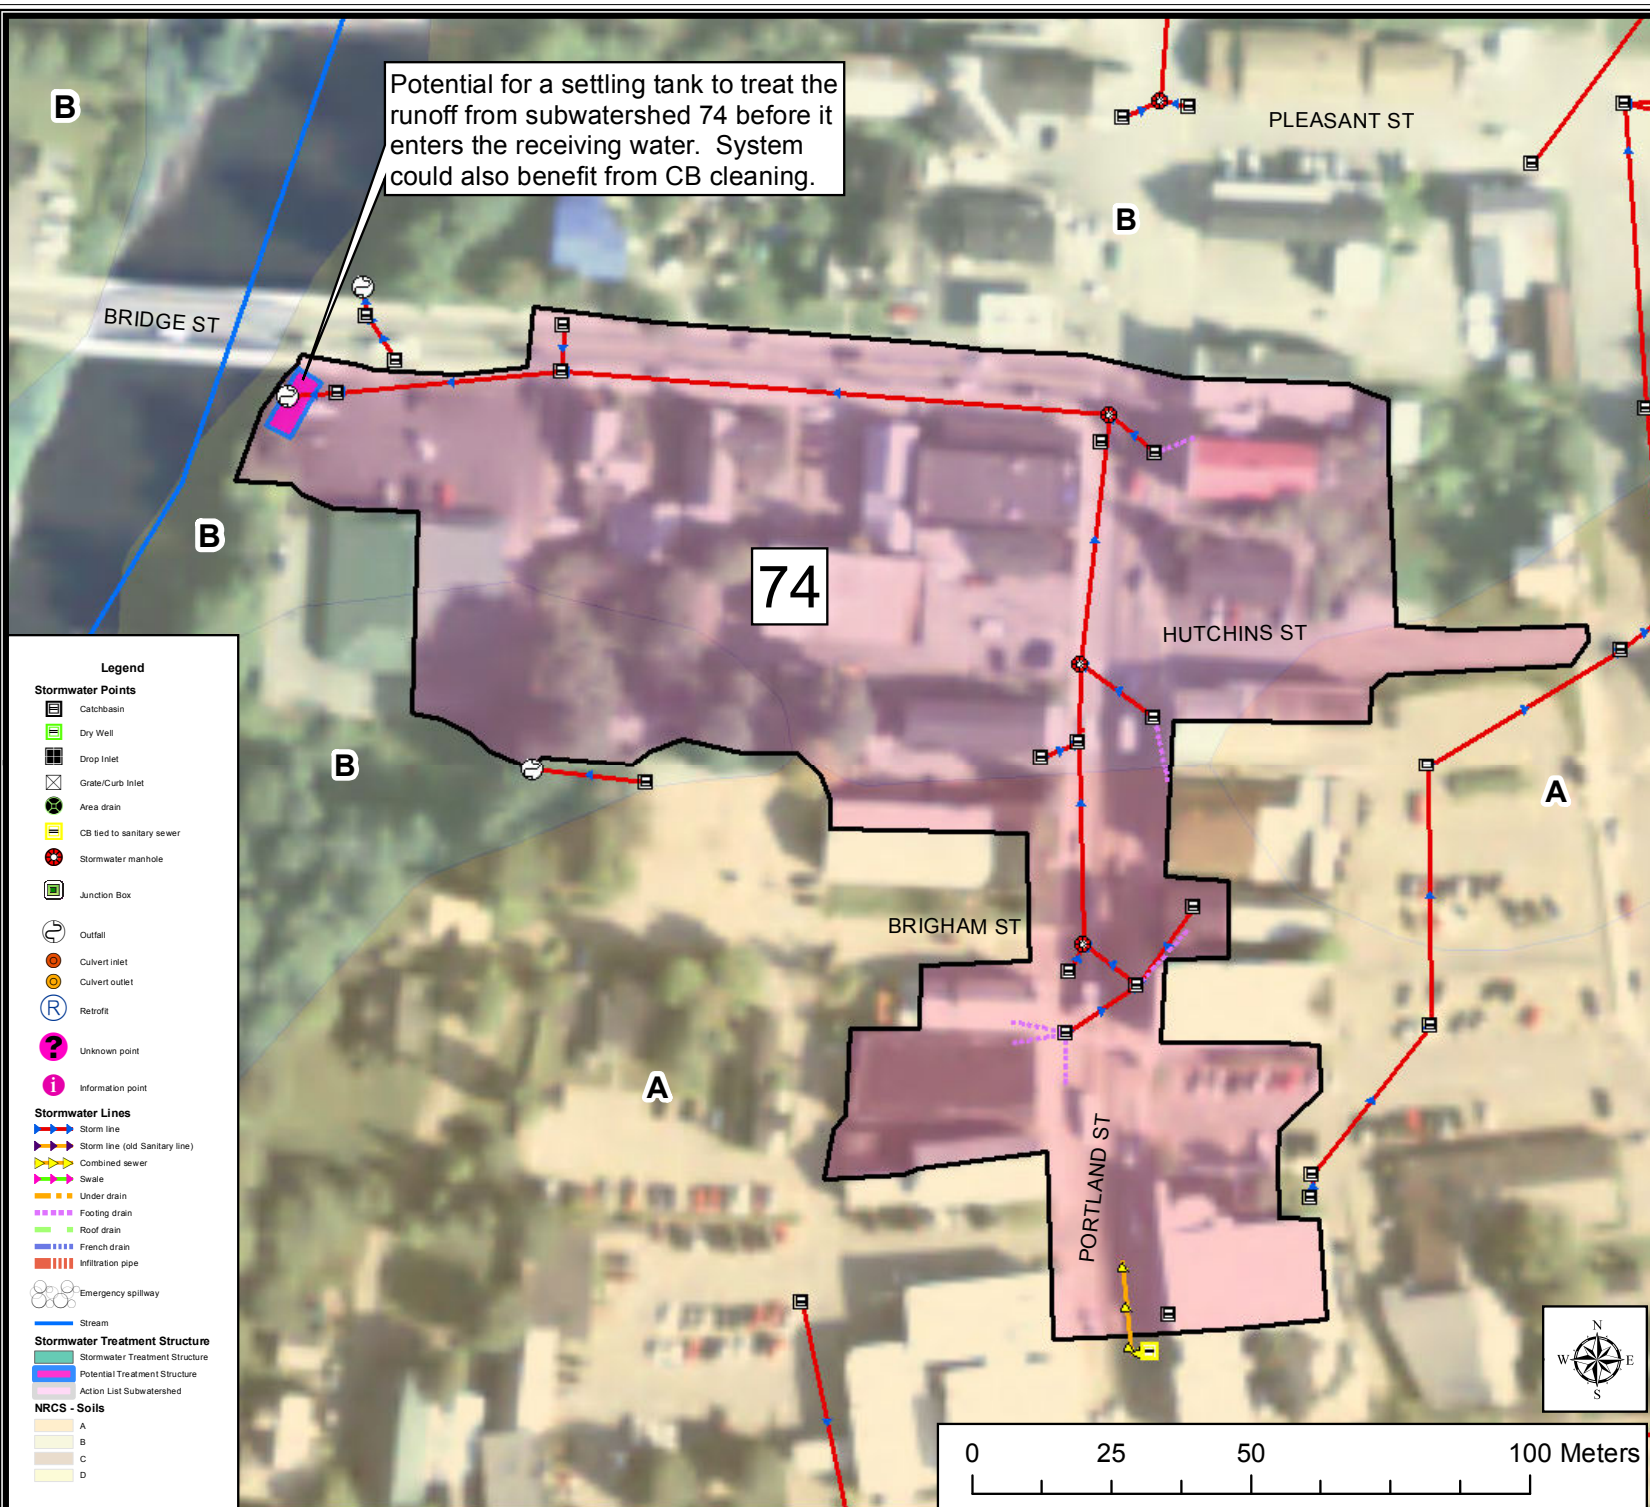 Potential for a settling tank to treat the
runoff from subwatershed 74 before it
enters the receiving water.  System
could also benefit from CB cleaning.
B
PLEASANT ST
B
BRIDGE ST
B
74
HUTCHINS ST
B
A
BRIGHAM ST
A
PORTLAND ST
Legend
Stormwater Points
Catchbasin
Dry Well
Drop Inlet
Grate/Curb Inlet
Area drain
CB tied to sanitary sewer
Stormwater manhole
Junction Box
Outfall
Culvert inlet
Culvert outlet
R Retrofit
? Unknown point
i Information point
Stormwater Lines
Storm line
Storm line (old Sanitary line)
Combined sewer
Swale
Under drain
Footing drain
Roof drain
French drain
Infiltration pipe
Emergency spillway
Stream
Stormwater Treatment Structure
Stormwater Treatment Structure
Potential Treatment Structure
Action List Subwatershed
NRCS - Soils
A
B
C
D
N
W E
S
0 25 50 100 Meters